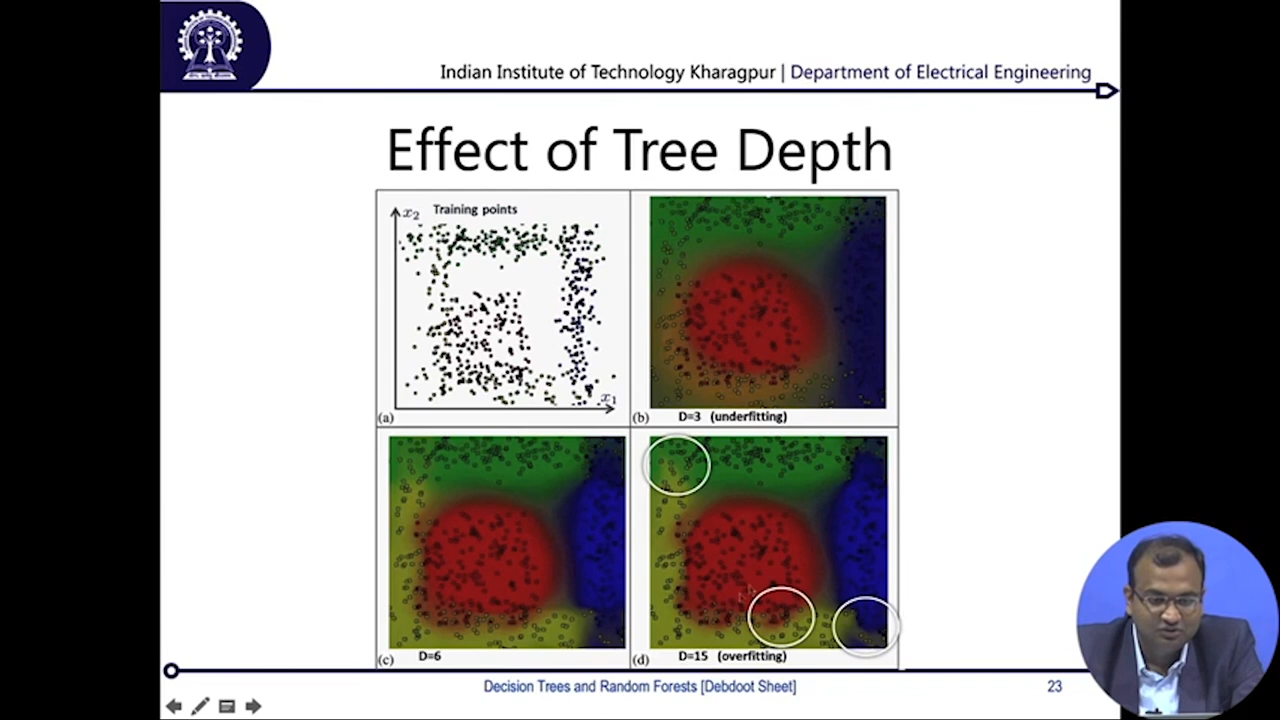 Indian Institute of Technology Kharagpur | Department of Electrical Engineering
Effect of Tree Depth
x2 Training points
x1
(a)
(b) D=3 (underfitting)
(c) D=6
(d) D=15 (overfitting)
Decision Trees and Random Forests [Debdoot Sheet]
23